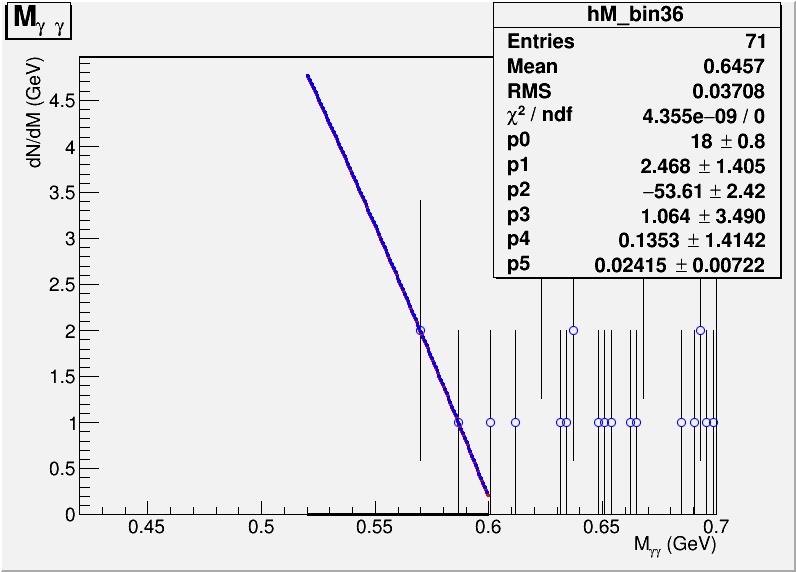 M γ γ
hM_bin36
Entries 71
Mean 0.6457
RMS 0.03708
χ² / ndf 4.355e−09 / 0
p0 18 ± 0.8
p1 2.468 ± 1.405
p2 −53.61 ± 2.42
p3 1.064 ± 3.490
p4 0.1353 ± 1.4142
p5 0.02415 ± 0.00722
dN/dM (GeV)
4.5
4
3.5
3
2.5
2
1.5
1
0.5
0
0.45 0.5 0.55 0.6 0.65 0.7
Mγγ (GeV)